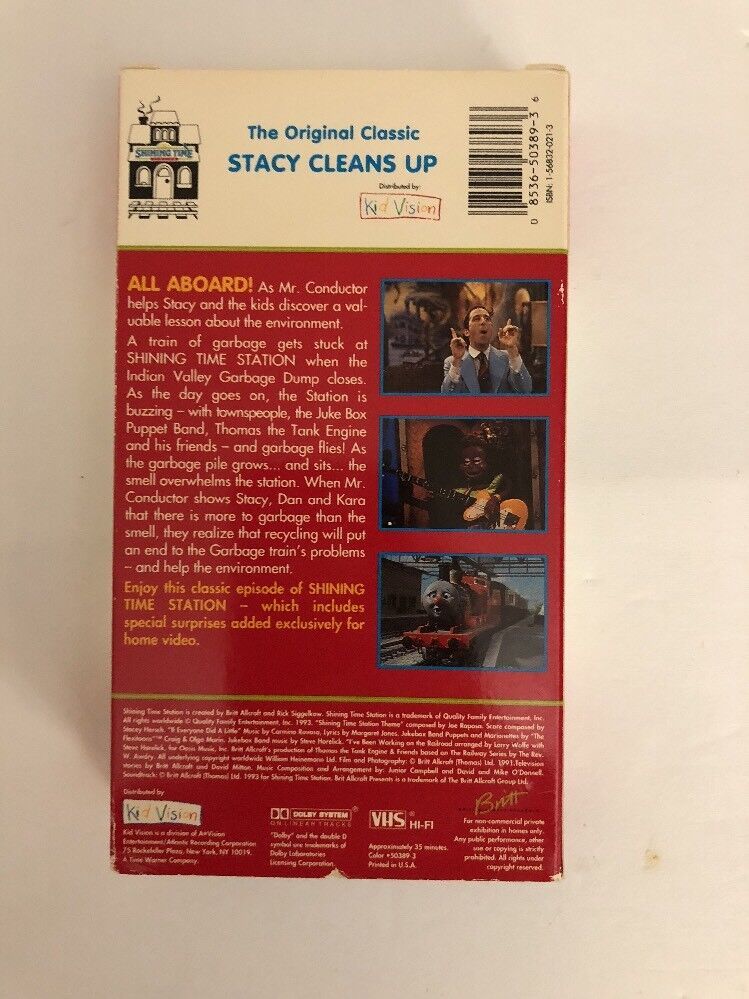 SHINING TIME
The Original Classic
STACY CLEANS UP
Distributed by:
Kid Vision
0 8536-50389-3 6
ISBN: 1-56832-021-3
ALL ABOARD! As Mr. Conductor
helps Stacy and the kids discover a val-
uable lesson about the environment.
A train of garbage gets stuck at
SHINING TIME STATION when the
Indian Valley Garbage Dump closes.
As the day goes on, the Station is
buzing – with townspeople, the Juke Box
Puppet Band, Thomas the Tank Engine
and his friends – and garbage flies! As
the garbage pile grows... and sits... the
smell overwhelms the station. When Mr.
Conductor shows Stacy, Dan and Kara
that there is more to garbage than the
smell, they realize that recycling will put
an end to the Garbage train's problems
– and help the environment.
Enjoy this classic episode of SHINING
TIME STATION – which includes
special surprises added exclusively for
home video.
Shining Time Station is created by Britt Allcroft and Rick Siggelkow. Shining Time Station is a trademark of Quality Family Entertainment, Inc.
All rights worldwide © Quality Family Entertainment, Inc. 1993. "Shining Time Station Theme" composed by Joe Raposo. Score composed by
Stacey Hersh. "If Everyone Did A Little" Music by Carmino Ravosa, Lyrics by Margaret Jones. Jukebox Band Puppets and Marionettes by "The
Flexitoons" Craig & Olga Marin. Jukebox Band music by Steve Horelick. "I've Been Working on the Railroad arranged by Larry Wolfe with
Steve Horelick, for Oasis Music, Inc. Britt Allcroft's production of Thomas the Tank Engine & Friends based on The Railway Series by The Rev.
W. Awdry. All underlying copyright worldwide William Heinemann Ltd. Film and Photography: © Britt Allcroft (Thomas) Ltd. 1991. Television
stories by Britt Allcroft and David Mitton. Music Composition and Arrangement by: Junior Campbell and David and Mike O'Donnell.
Soundtrack: © Britt Allcroft (Thomas) Ltd. 1993 for Shining Time Station. Brit Allcroft Presents is a trademark of The Britt Allcroft Group Ltd.
Distributed by
Kid Vision
Kid Vision is a division of A*Vision
Entertainment/Atlantic Recording Corporation
75 Rockefeller Plaza, New York, NY 10019.
A Time Warner Company.
DOLBY SYSTEM
ON LINEAR TRACKS
"Dolby" and the double D
symbol are trademarks of
Dolby Laboratories
Licensing Corporation.
VHS HI-FI
Approximately 35 minutes.
Color •50389-3
Printed in U.S.A.
Britt
For non-commercial private
exhibition in homes only.
Any public performance, other
use or copying is strictly
prohibited. All rights under
copyright reserved.